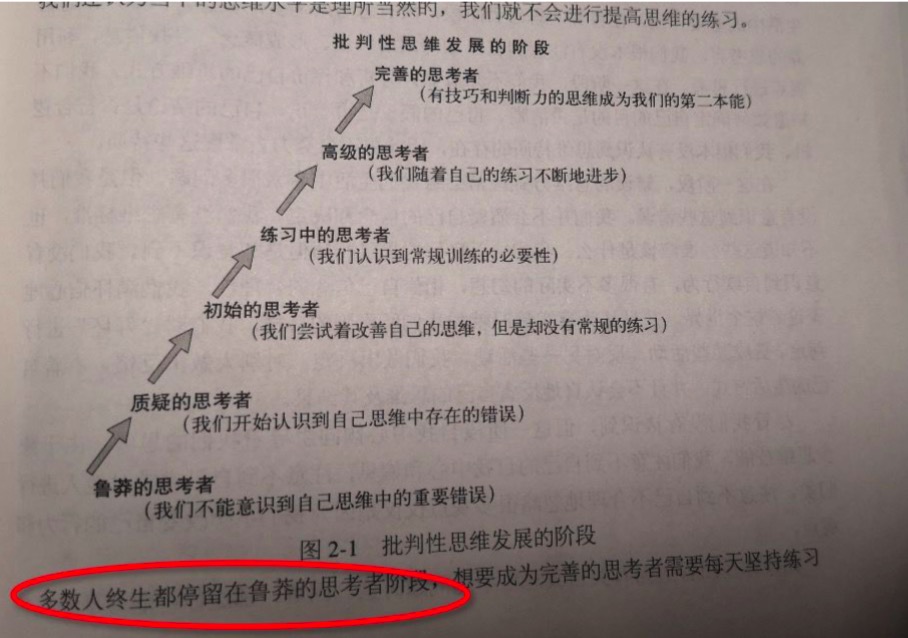 我们还认为当下的思维水平是理所当然的，我们就不会进行提高思维的练习。
批判性思维发展的阶段
完善的思考者
（有技巧和判断力的思维成为我们的第二本能）
高级的思考者
（我们随着自己的练习不断地进步）
练习中的思考者
（我们认识到常规训练的必要性）
初始的思考者
（我们尝试着改善自己的思维，但是却没有常规的练习）
质疑的思考者
（我们开始认识到自己思维中存在的错误）
鲁莽的思考者
（我们不能意识到自己思维中的重要错误）
图 2-1 批判性思维发展的阶段
多数人终生都停留在鲁莽的思考者阶段，想要成为完善的思考者需要每天坚持练习